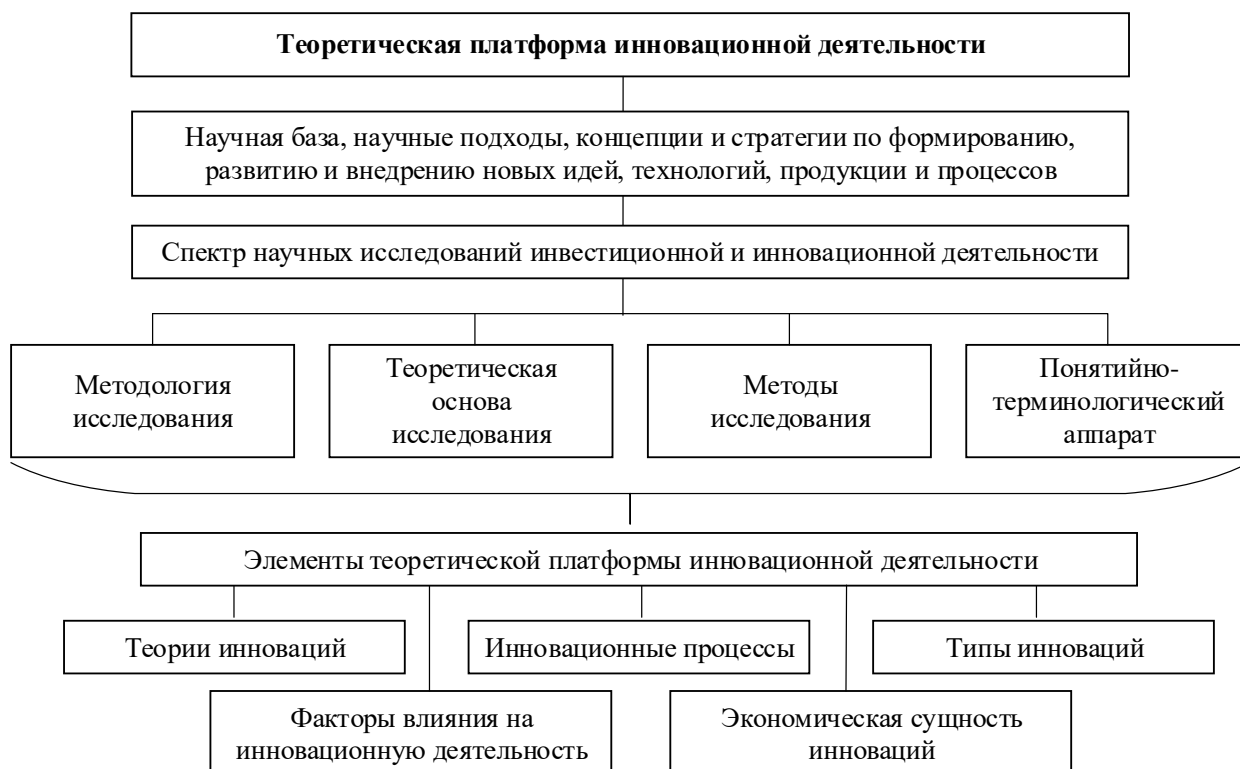 Теоретическая платформа инновационной деятельности
Научная база, научные подходы, концепции и стратегии по формированию,
развитию и внедрению новых идей, технологий, продукции и процессов
Спектр научных исследований инвестиционной и инновационной деятельности
Методология
исследования
Теоретическая
основа
исследования
Методы
исследования
Понятийно-
терминологический
аппарат
Элементы теоретической платформы инновационной деятельности
Теории инноваций
Инновационные процессы
Типы инноваций
Факторы влияния на
инновационную деятельность
Экономическая сущность
инноваций